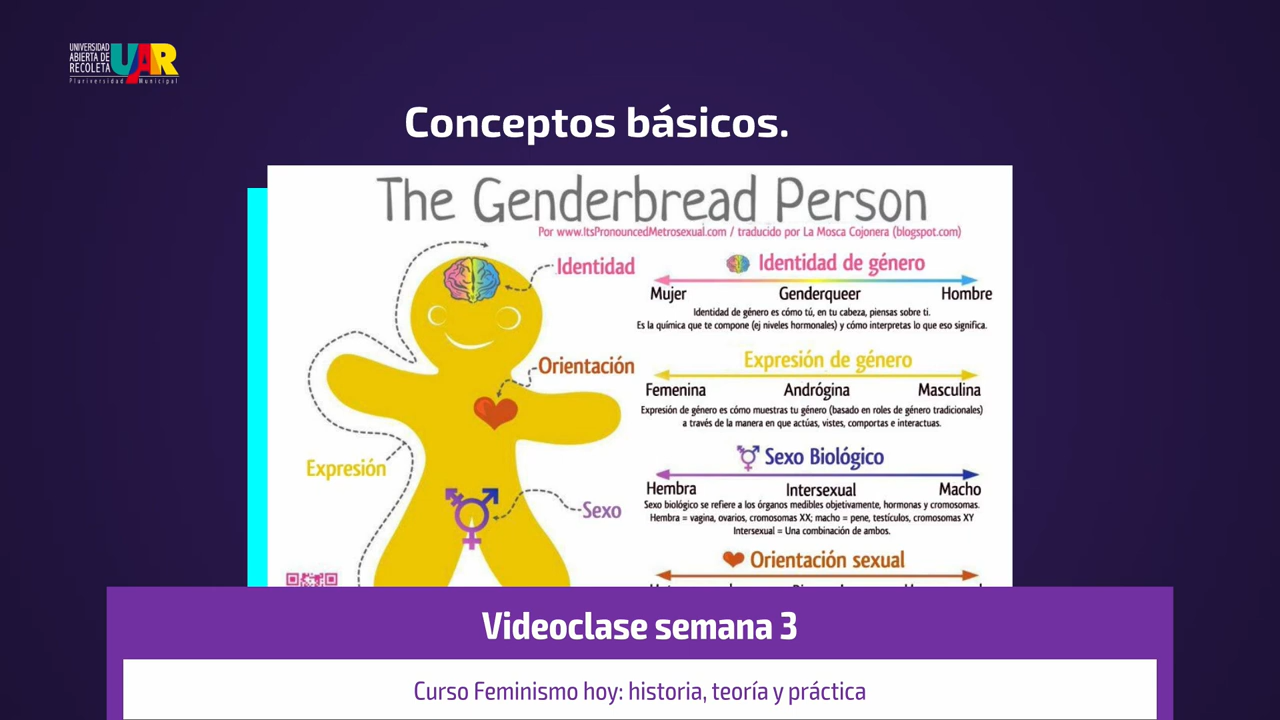 UNIVERSIDAD
ABIERTA DE
RECOLETA
UAR
Pluriversidad Municipal
Conceptos básicos.
The Genderbread Person
Por www.ItsPronouncedMetrosexual.com / traducido por La Mosca Cojonera (blogspot.com)
Identidad
Orientación
Expresión
Sexo
Identidad de género
Mujer Genderqueer Hombre
Identidad de género es cómo tú, en tu cabeza, piensas sobre ti.
Es la química que te compone (ej niveles hormonales) y cómo interpretas lo que eso significa.
Expresión de género
Femenina Andrógina Masculina
Expresión de género es cómo muestras tu género (basado en roles de género tradicionales)
a través de la manera en que actúas, vistes, comportas e interactuas.
Sexo Biológico
Hembra Intersexual Macho
Sexo biológico se refiere a los órganos medibles objetivamente, hormonas y cromosomas.
Hembra = vagina, ovarios, cromosomas XX; macho = pene, testículos, cromosomas XY
Intersexual = Una combinación de ambos.
Orientación sexual
Videoclase semana 3
Curso Feminismo hoy: historia, teoría y práctica